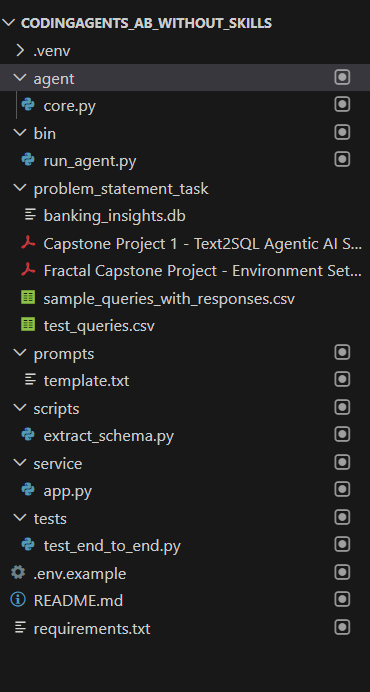 CODINGAGENTS_AB_WITHOUT_SKILLS
.venv
agent
core.py
bin
run_agent.py
problem_statement_task
banking_insights.db
Capstone Project 1 - Text2SQL Agentic AI S...
Fractal Capstone Project - Environment Set...
sample_queries_with_responses.csv
test_queries.csv
prompts
template.txt
scripts
extract_schema.py
service
app.py
tests
test_end_to_end.py
.env.example
README.md
requirements.txt